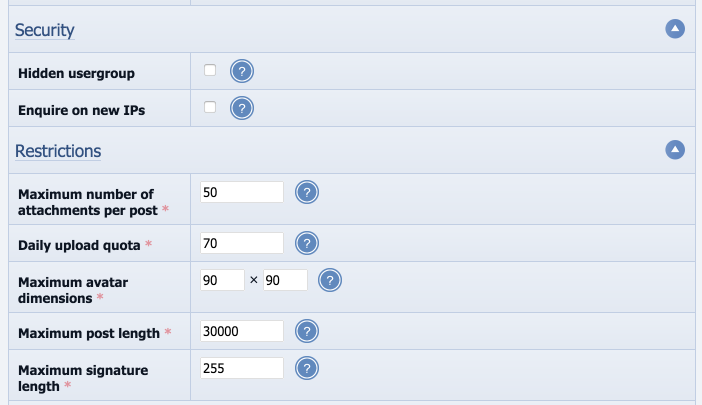 Security
Hidden usergroup
?
Enquire on new IPs
?
Restrictions
Maximum number of
attachments per post *
50
?
Daily upload quota *
70
?
Maximum avatar
dimensions *
90 × 90
?
Maximum post length *
30000
?
Maximum signature
length *
255
?